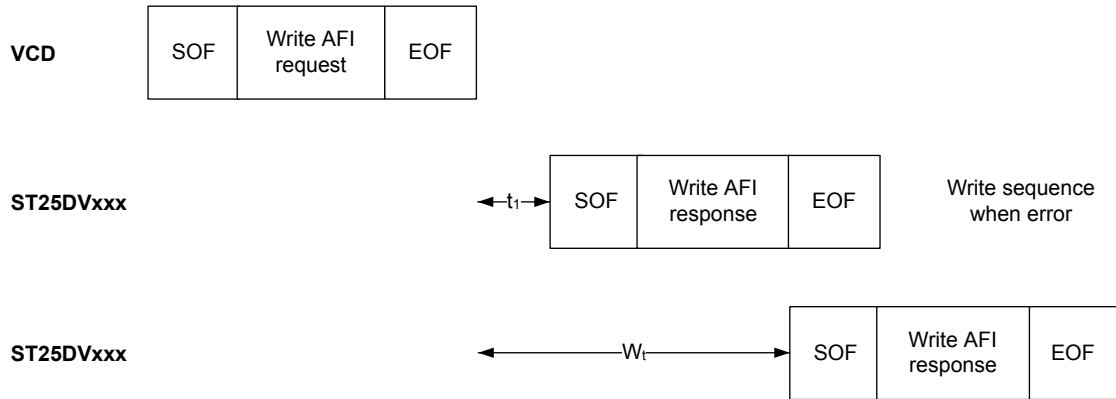 VCD
SOF
Write AFI
request
EOF
ST25DVxxx
t₁
SOF
Write AFI
response
EOF
Write sequence
when error
ST25DVxxx
Wₜ
SOF
Write AFI
response
EOF